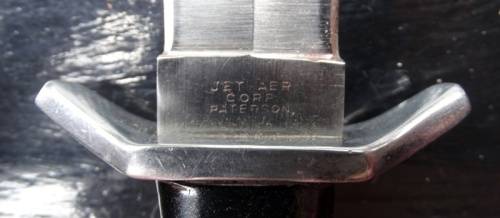 JET AER
CORP.
PATERSON,